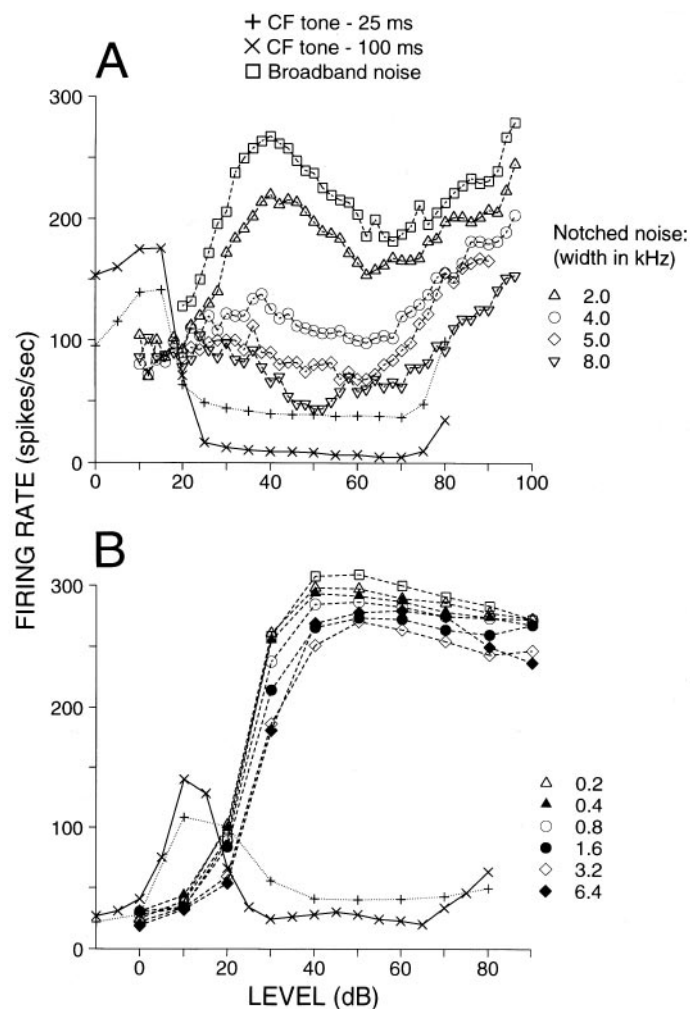 + CF tone - 25 ms
× CF tone - 100 ms
□ Broadband noise
A
300
200
100
0
0 20 40 60 80 100
Notched noise:
(width in kHz)
△ 2.0
○ 4.0
◇ 5.0
▽ 8.0
FIRING RATE (spikes/sec)
B
300
200
100
0
0 20 40 60 80
△ 0.2
▲ 0.4
○ 0.8
● 1.6
◇ 3.2
◆ 6.4
LEVEL (dB)